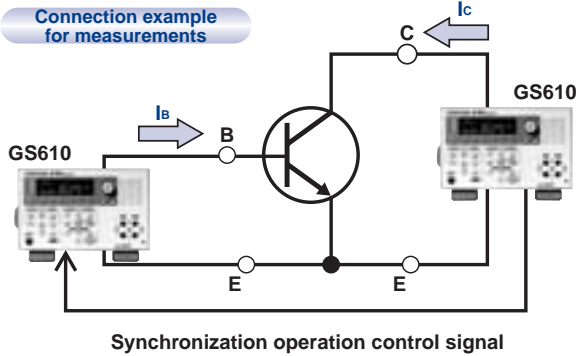 Connection example
for measurements
Ic
C
GS610
IB
B
GS610
E
E
Synchronization operation control signal